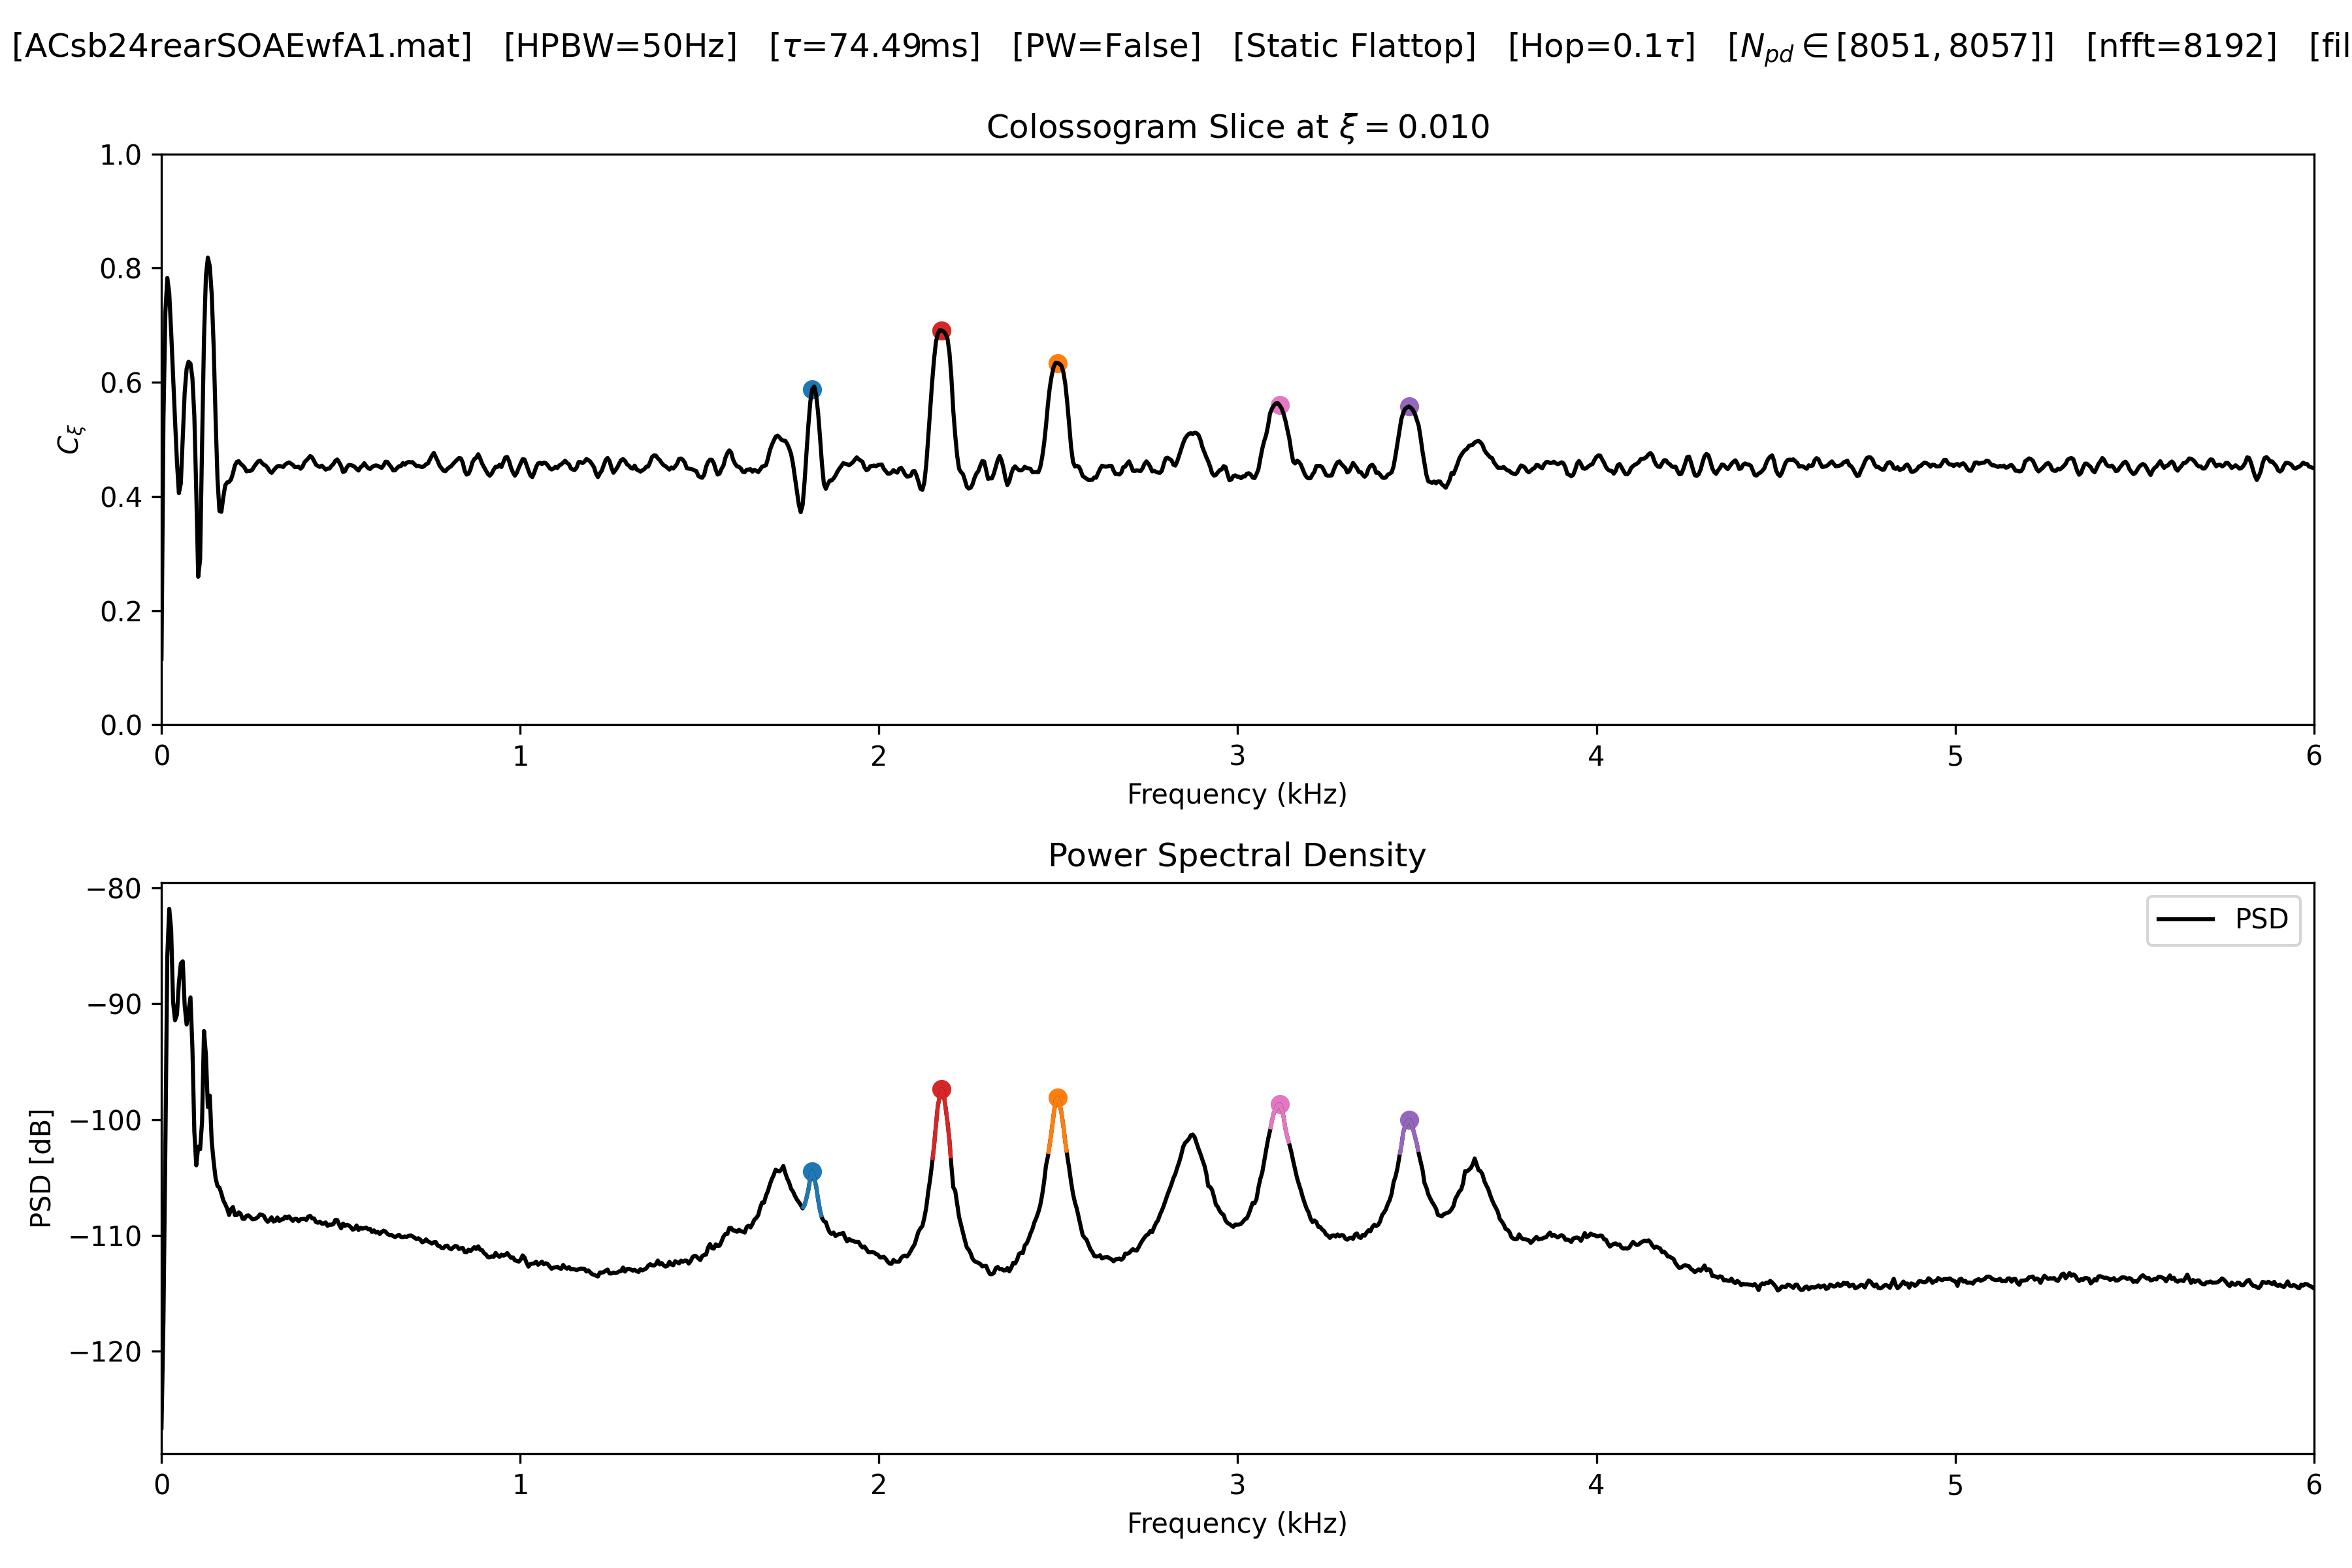 [ACsb24rearSOAEwfA1.mat] [HPBW=50Hz] [τ=74.49ms] [PW=False] [Static Flattop] [Hop=0.1τ] [N_pd ∈ [8051, 8057]] [nfft=8192] [fil
Colossogram Slice at ξ = 0.010
1.0
0.8
0.6
0.4
0.2
0.0
C_ξ
0 1 2 3 4 5 6
Frequency (kHz)
Power Spectral Density
−80
−90
−100
−110
−120
PSD [dB]
PSD
0 1 2 3 4 5 6
Frequency (kHz)